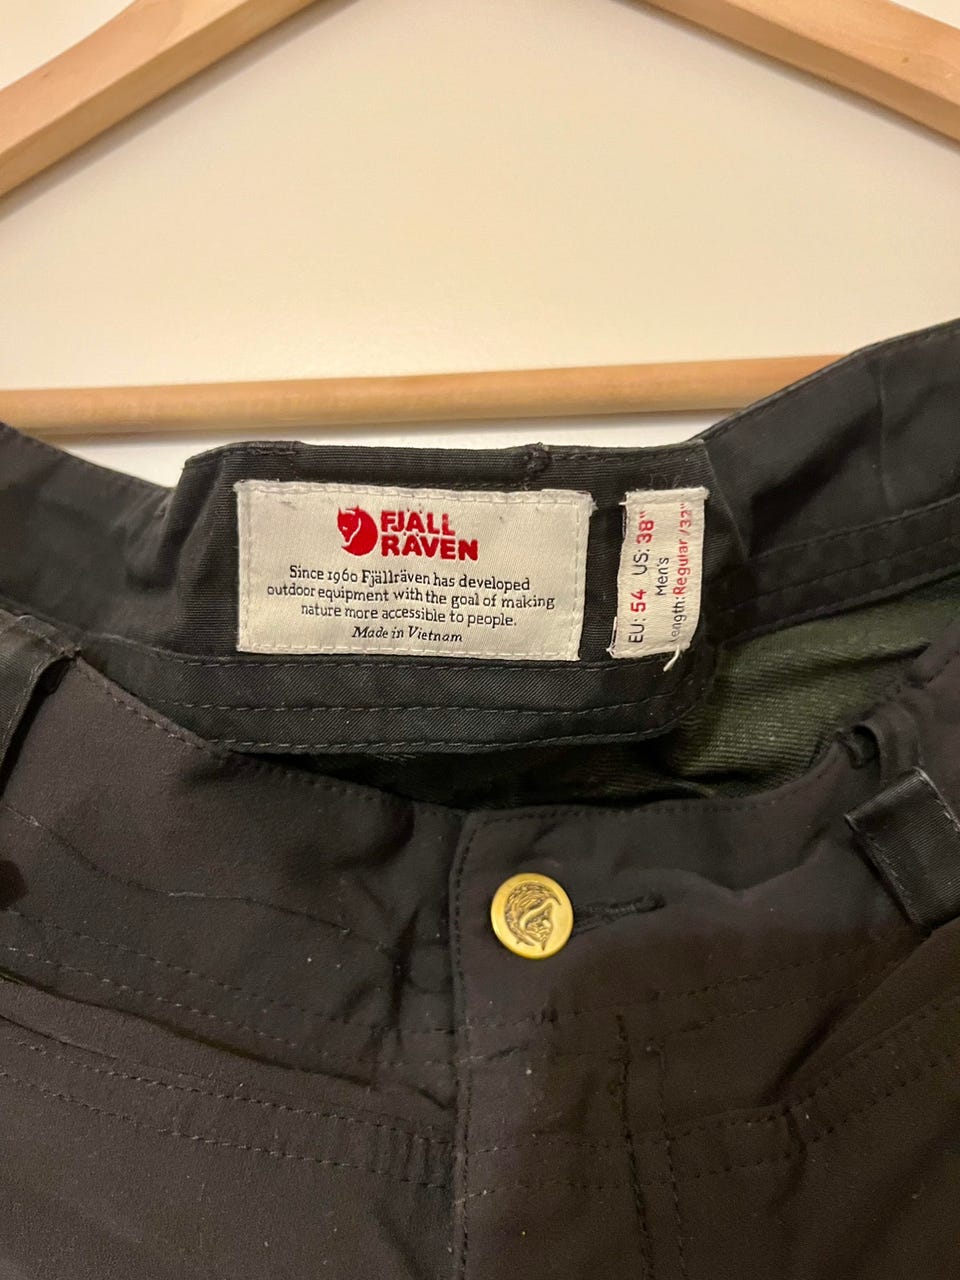 FJÄLL
RÄVEN
Since 1960 Fjällräven has developed
outdoor equipment with the goal of making
nature more accessible to people.
Made in Vietnam
EU: 54 US: 38"
Men's
Length: Regular /32"